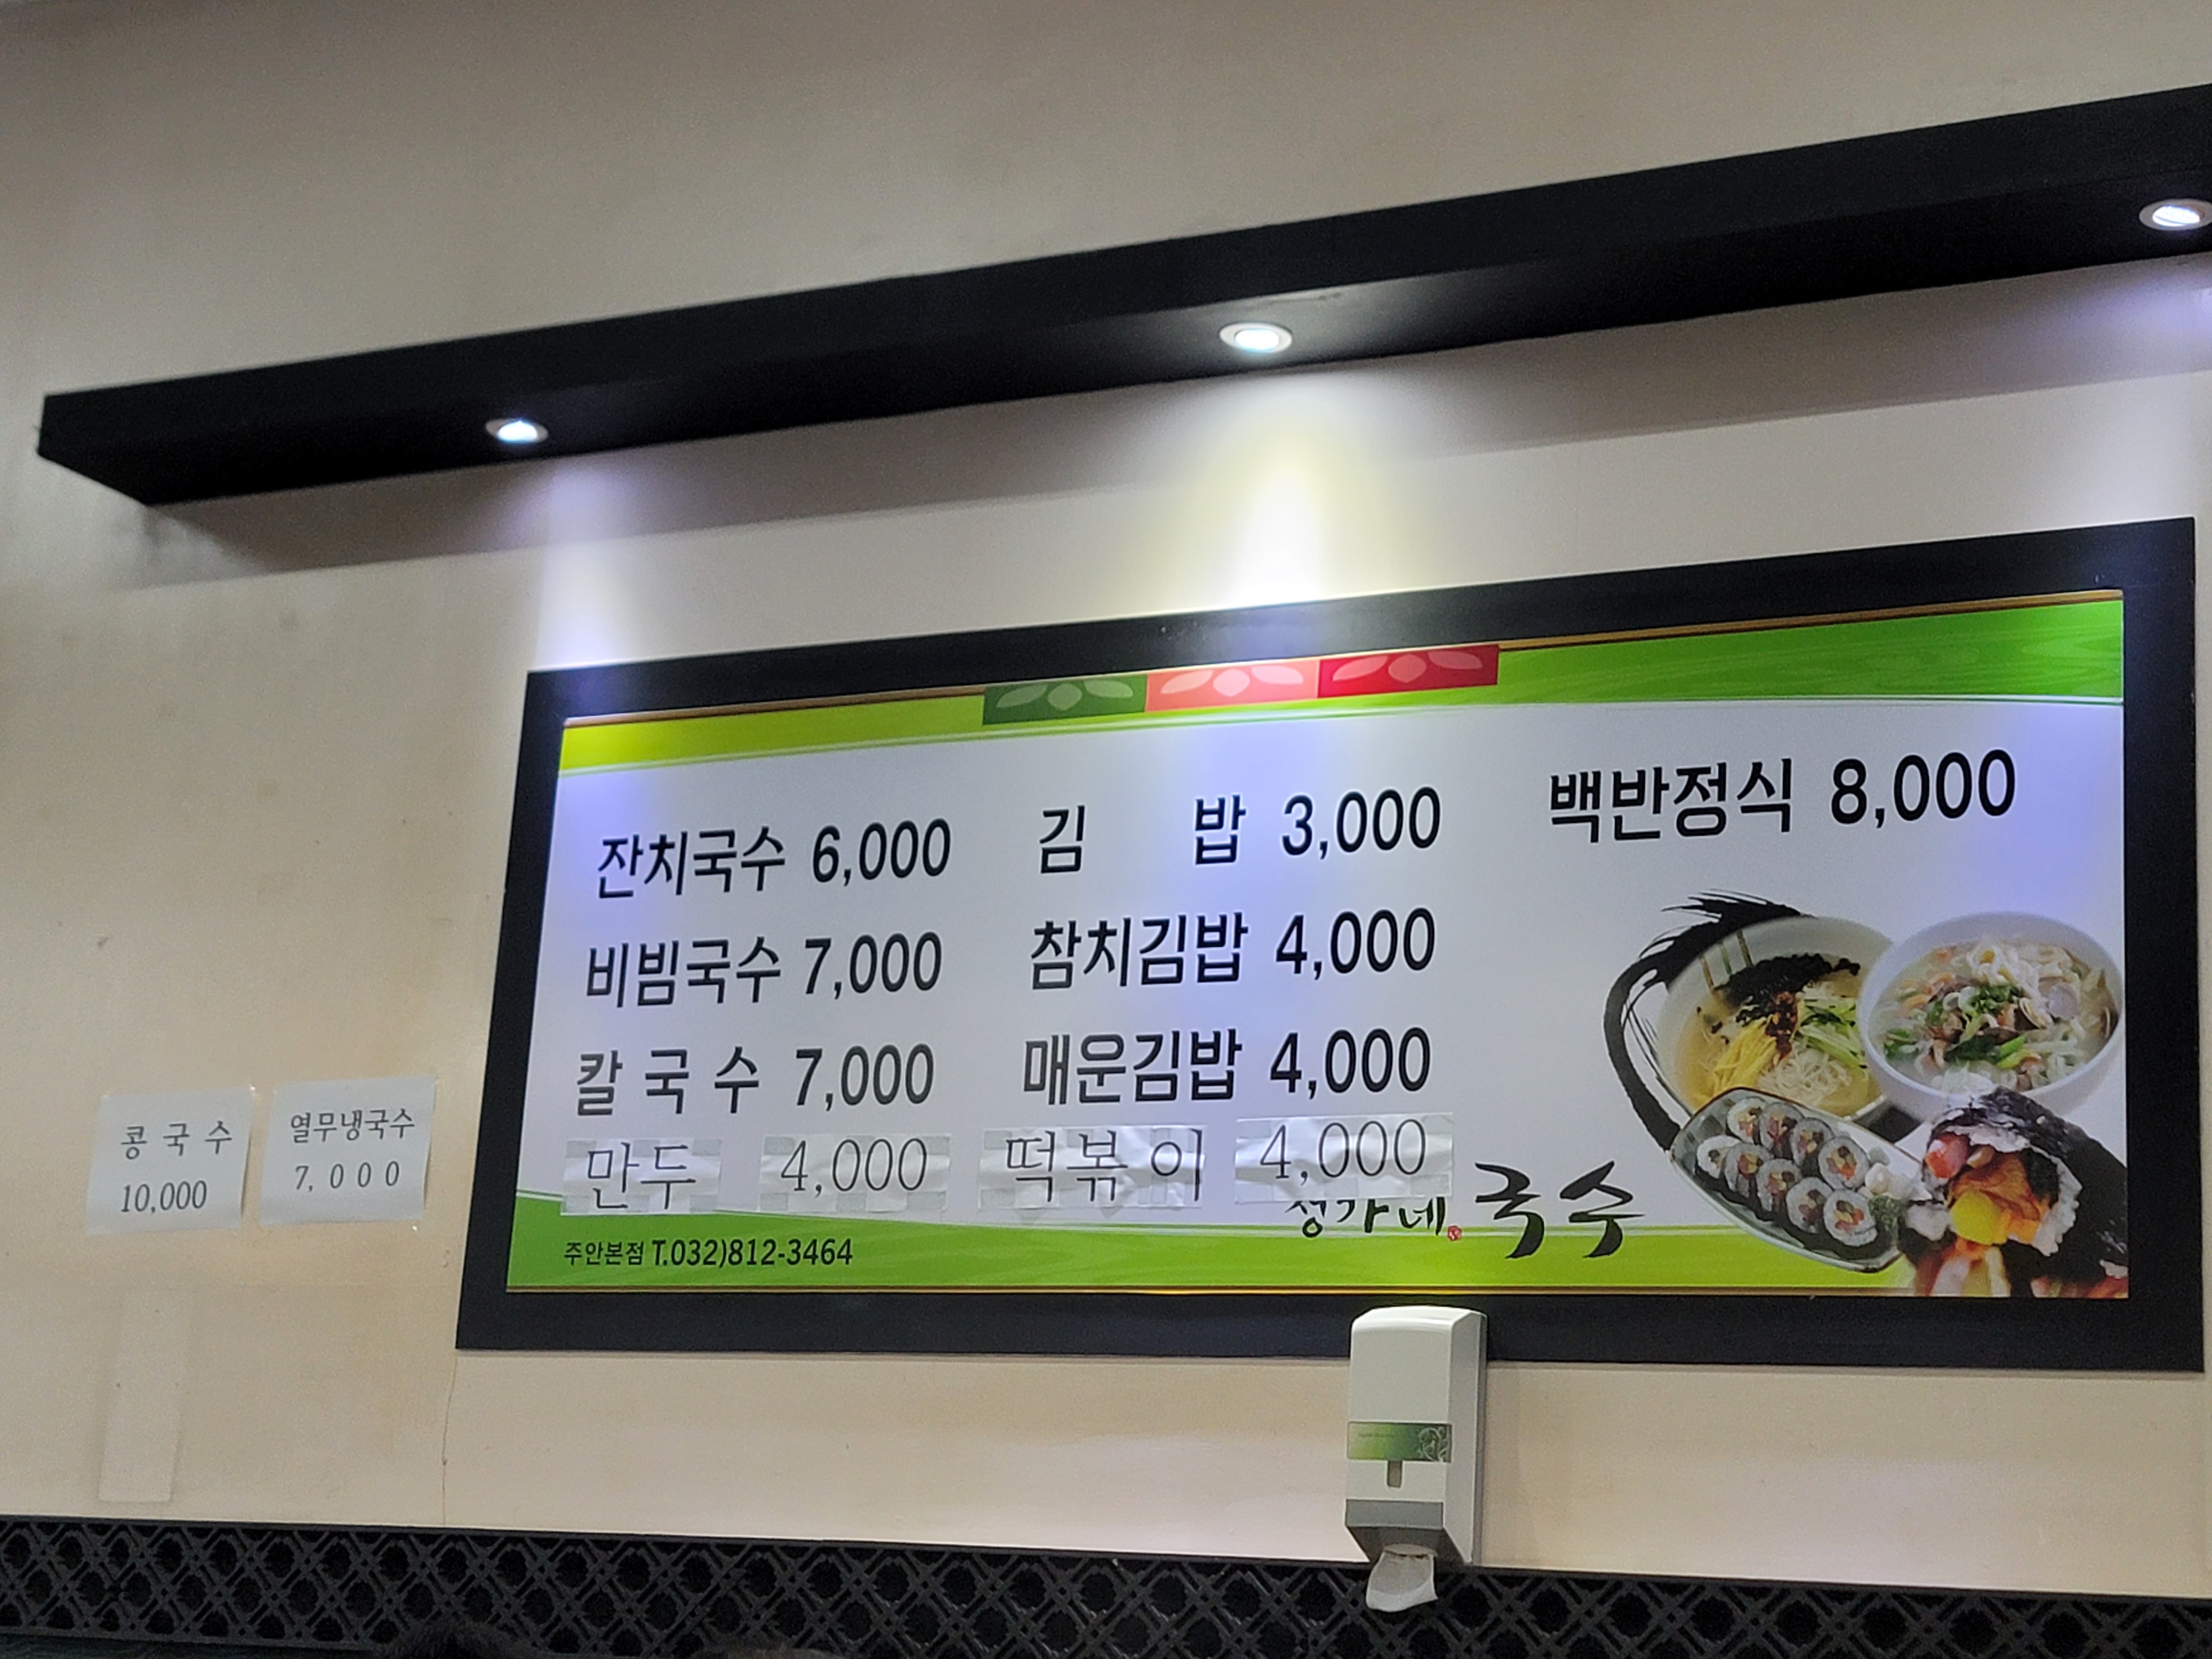 잔치국수 6,000
비빔국수 7,000
칼 국 수 7,000
만두 4,000
김 밥 3,000
참치김밥 4,000
매운김밥 4,000
떡볶이 4,000
백반정식 8,000
성가네 국수
주안본점 T.032)812-3464
콩 국 수
10,000
열무냉국수
7,000